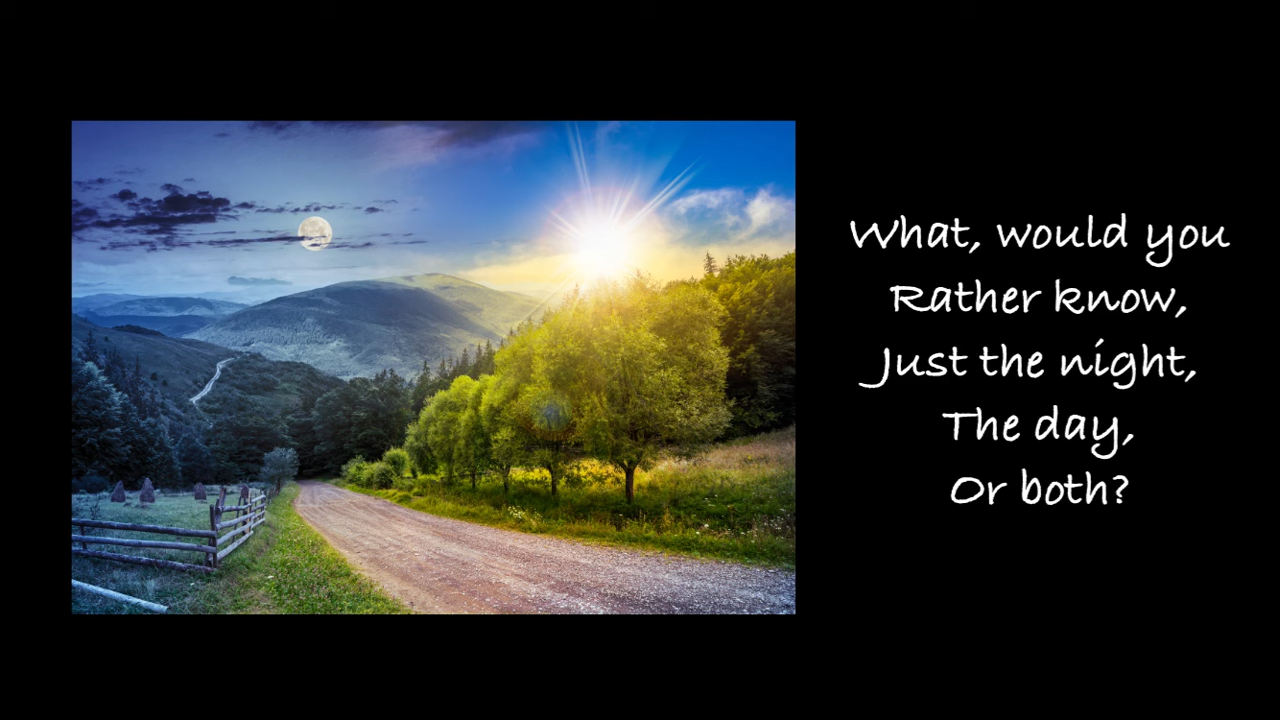 What, would you
Rather know,
Just the night,
The day,
Or both?